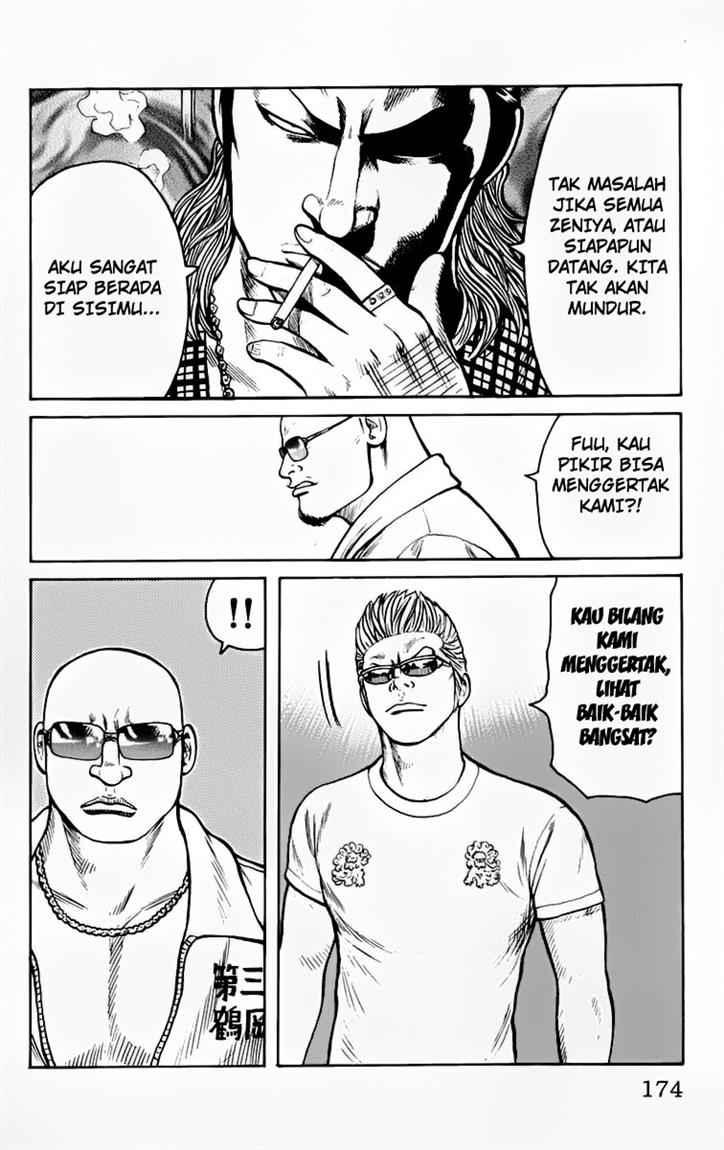 TAK MASALAH
JIKA SEMUA
ZENIYA, ATAU
SIAPAPUN
DATANG. KITA
TAK AKAN
MUNDUR.
AKU SANGAT
SIAP BERADA
DI SISIMU...
FUU, KAU
PIKIR BISA
MENGGERTAK
KAMI?!
KAU BILANG
KAMI
MENGGERTAK,
LIHAT
BAIK-BAIK
BANGSAT?
!!
第三
鶴岡
174